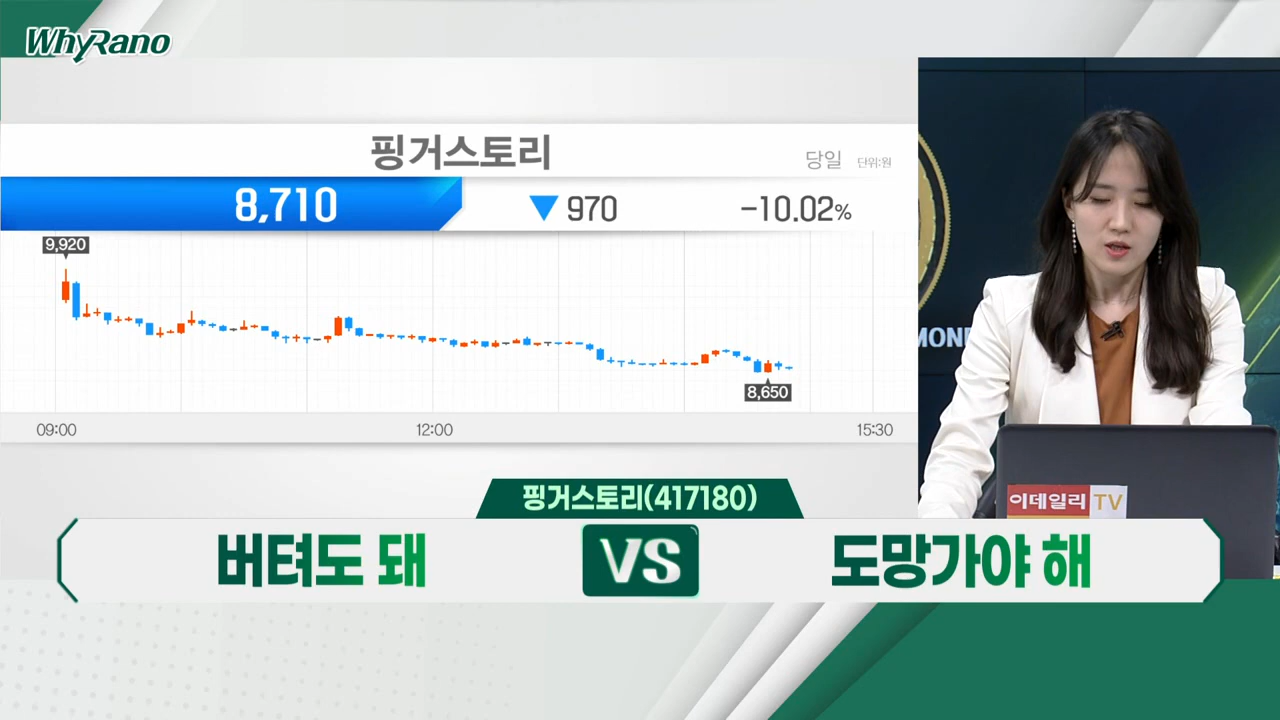 WhyRano
핑거스토리
당일 단위:원
8,710 ▼ 970 -10.02%
9,920
8,650
09:00 12:00 15:30
MONE
이데일리 TV
핑거스토리(417180)
버텨도 돼 VS 도망가야 해